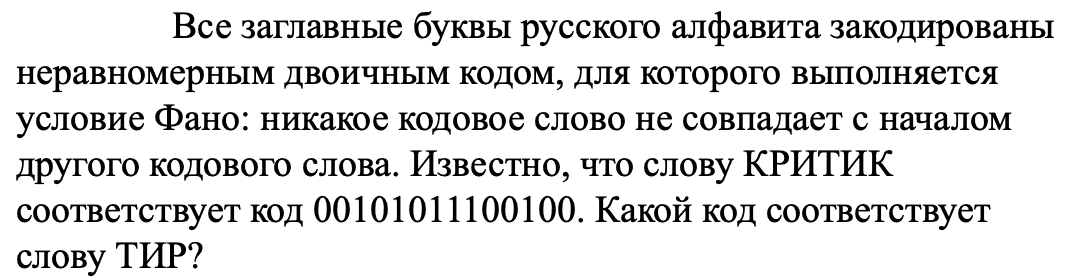 Все заглавные буквы русского алфавита закодированы
неравномерным двоичным кодом, для которого выполняется
условие Фано: никакое кодовое слово не совпадает с началом
другого кодового слова. Известно, что слову КРИТИК
соответствует код 00101011100100. Какой код соответствует
слову ТИР?